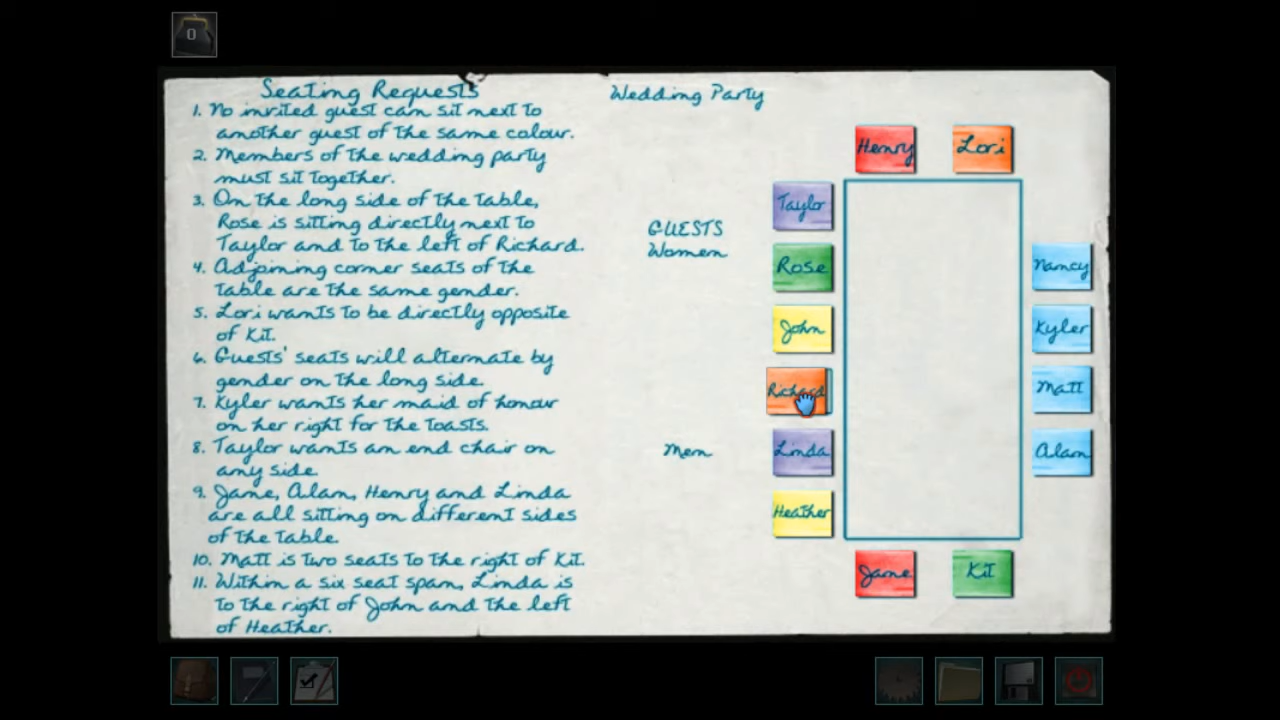 0
Seating Requests
1. No invited guest can sit next to
another guest of the same colour.
2. Members of the wedding party
must sit together.
3. On the long side of the table,
Rose is sitting directly next to
Taylor and to the left of Richard.
4. Adjoining corner seats of the
table are the same gender.
5. Lori wants to be directly opposite
of Kit.
6. Guests' seats will alternate by
gender on the long side.
7. Kyler wants her maid of honour
on her right for the toasts.
8. Taylor wants an end chair on
any side
9. Jane, Alan, Henry and Linda
are all sitting on different sides
of the table.
10. Matt is two seats to the right of Kit.
11. Within a six seat span, Linda is
to the right of John and the left
of Heather.
Wedding Party
GUESTS
Women
Men
Henry
Lori
Taylor
Rose
John
Richard
Linda
Heather
Nancy
Kyler
Matt
Alan
Jane
Kit